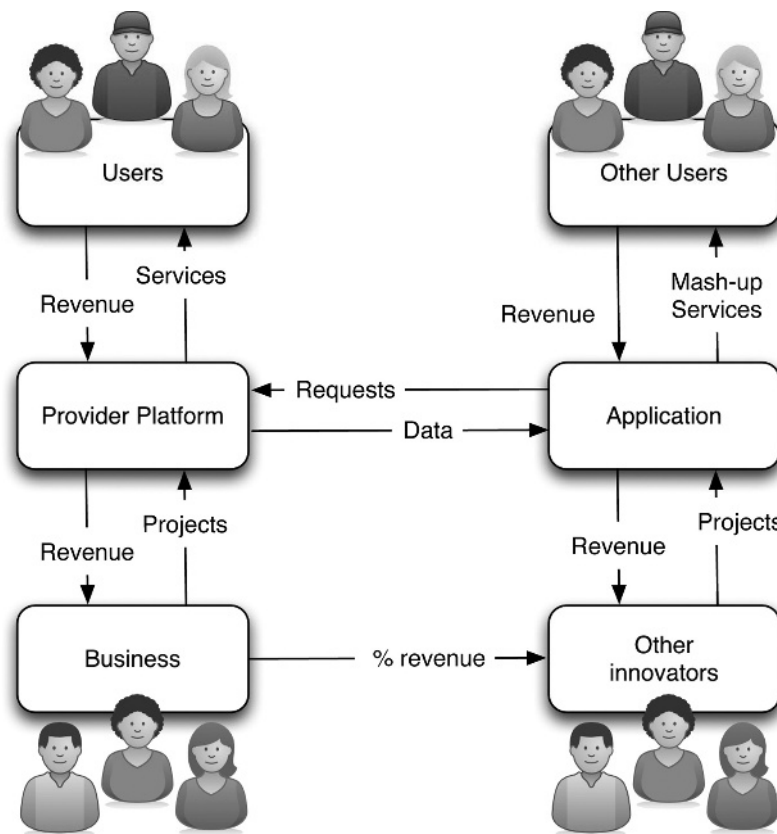 Users
Other Users
Services
Revenue
Mash-up
Services
Revenue
Requests
Provider Platform
Application
Data
Projects
Revenue
Projects
Revenue
Business
% revenue
Other
innovators